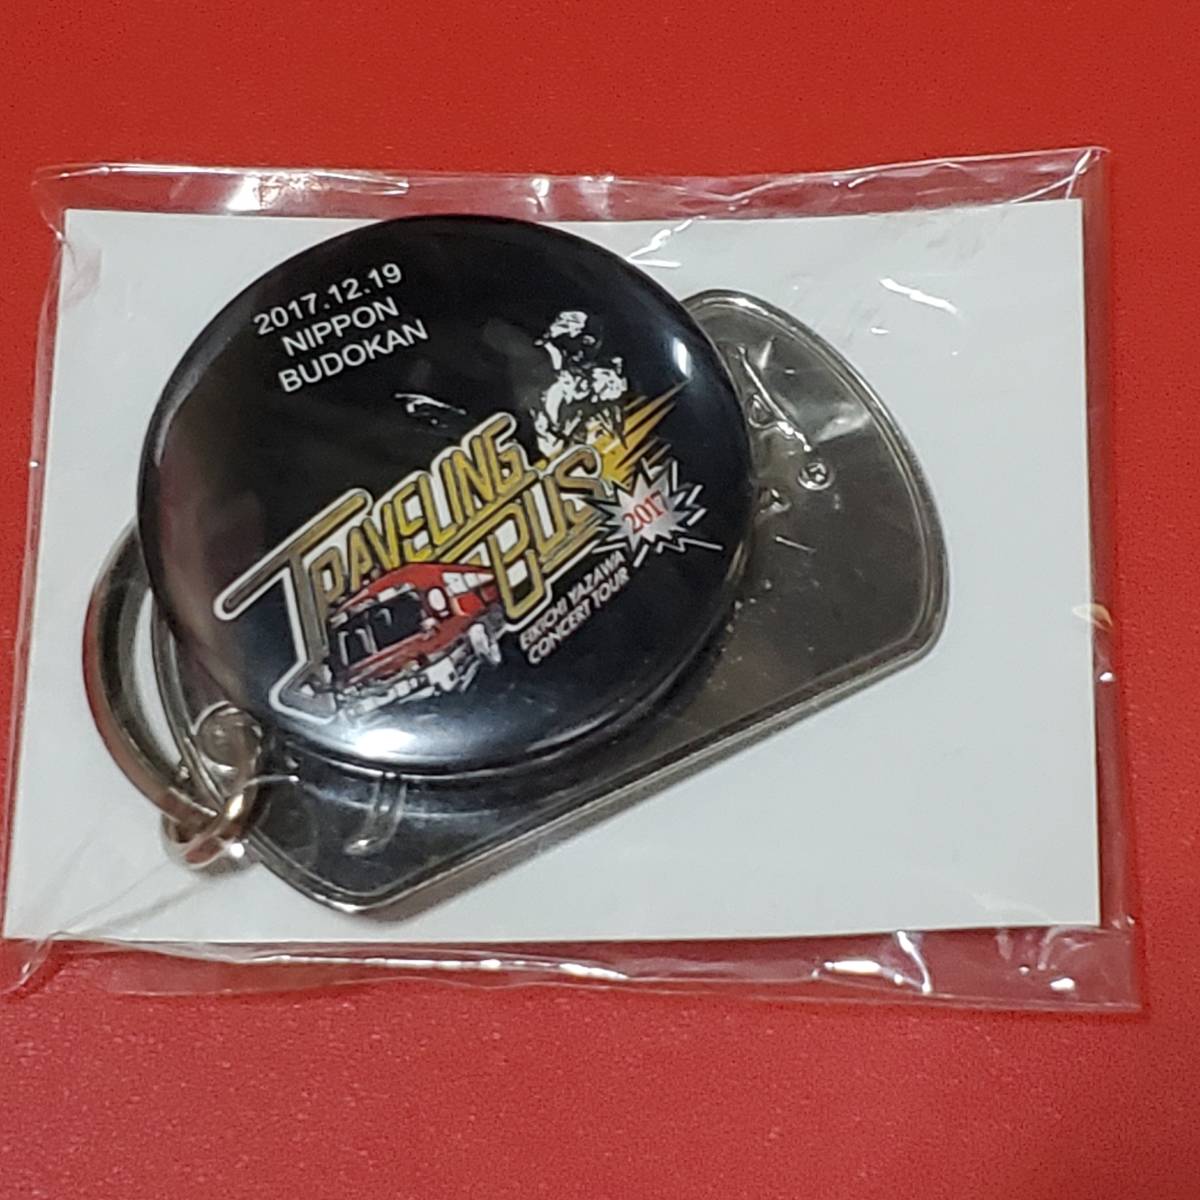 2017.12.19
NIPPON
BUDOKAN
TRAVELING
BUS
2017
EIKICHI YAZAWA
CONCERT TOUR